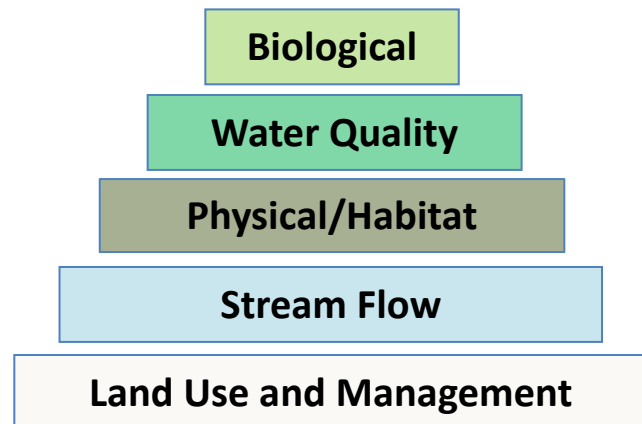 Biological
Water Quality
Physical/Habitat
Stream Flow
Land Use and Management